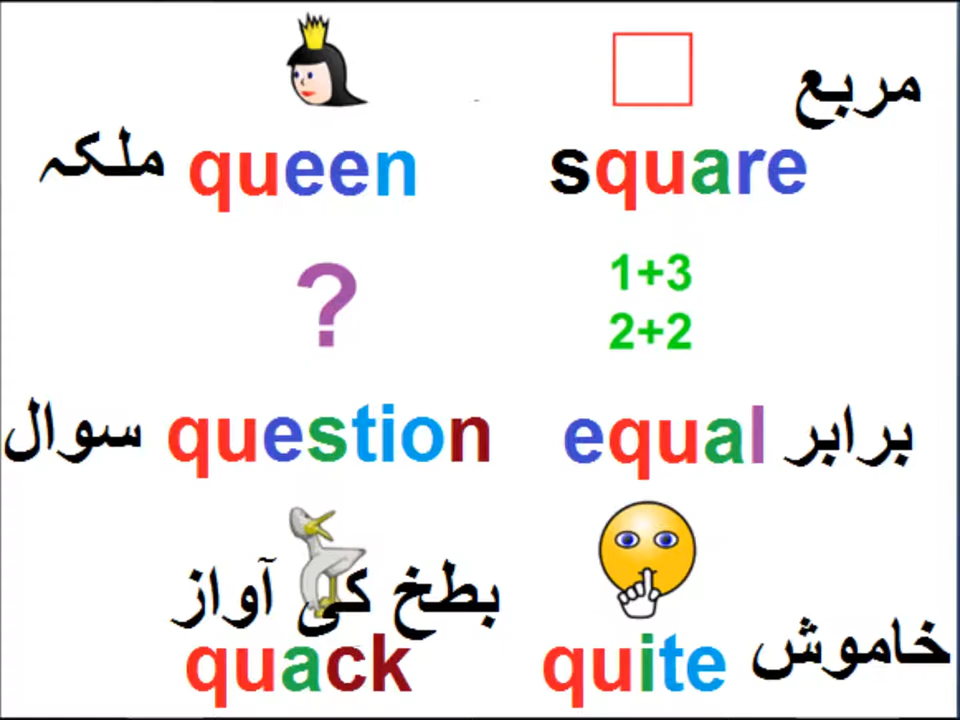 مربع
ملکہ queen square
?
1+3
2+2
سوال question equal برابر
بطخ کی آواز
quack quite خاموش